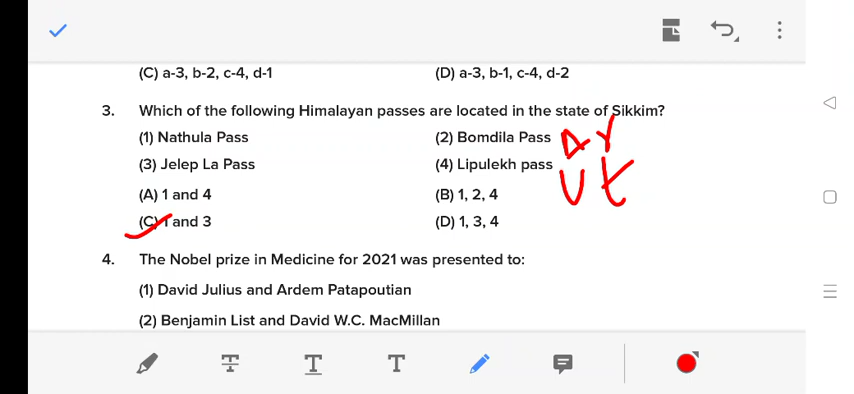 (C) a-3, b-2, c-4, d-1 (D) a-3, b-1, c-4, d-2
3. Which of the following Himalayan passes are located in the state of Sikkim?
(1) Nathula Pass (2) Bomdila Pass Ar
(3) Jelep La Pass (4) Lipulekh pass Ut
(A) 1 and 4 (B) 1, 2, 4
(C) 1 and 3 (D) 1, 3, 4
4. The Nobel prize in Medicine for 2021 was presented to:
(1) David Julius and Ardem Patapoutian
(2) Benjamin List and David W.C. MacMillan
T T T